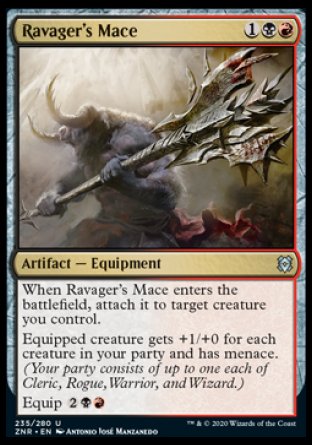 Ravager's Mace 1
Artifact — Equipment
When Ravager's Mace enters the
battlefield, attach it to target creature
you control.
Equipped creature gets +1/+0 for each
creature in your party and has menace.
(Your party consists of up to one each of
Cleric, Rogue, Warrior, and Wizard.)
Equip 2
235/280 U
ZNR • EN Antonio José Manzanedo
™ & © 2020 Wizards of the Coast